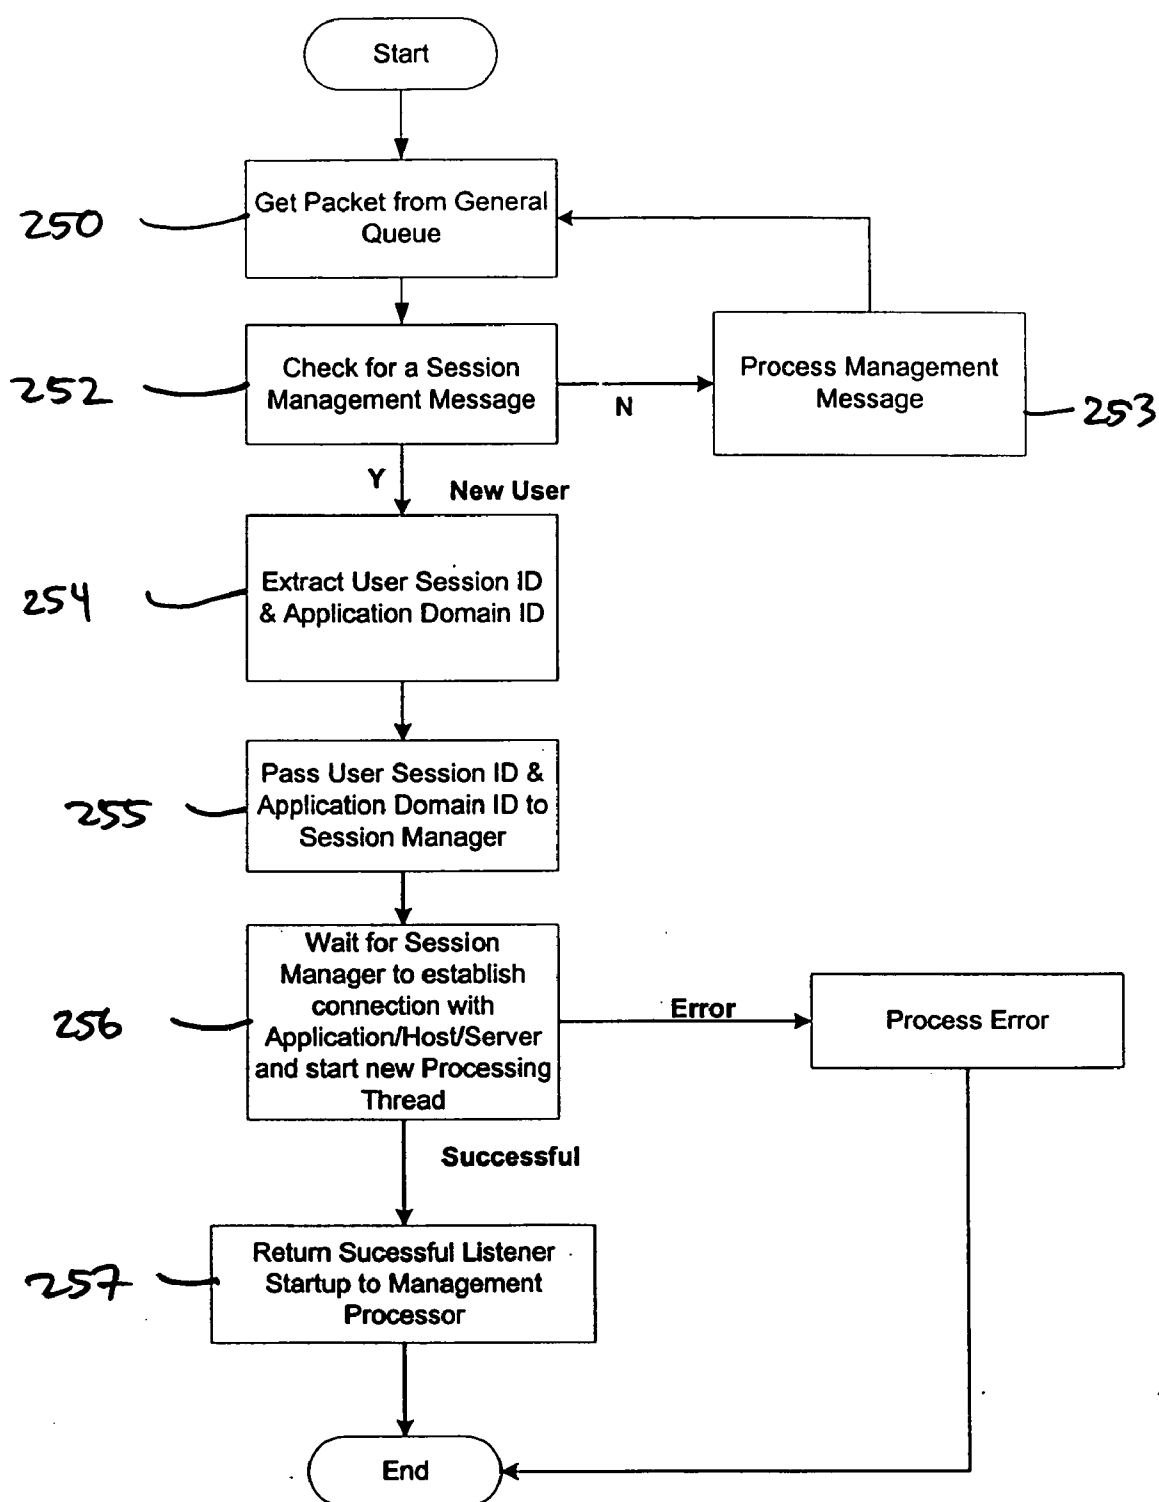 Start
250
Get Packet from General
Queue
252
Check for a Session
Management Message
N
Process Management
Message
253
Y
New User
254
Extract User Session ID
& Application Domain ID
255
Pass User Session ID &
Application Domain ID to
Session Manager
256
Wait for Session
Manager to establish
connection with
Application/Host/Server
and start new Processing
Thread
Error
Process Error
Successful
257
Return Sucessful Listener
Startup to Management
Processor
End